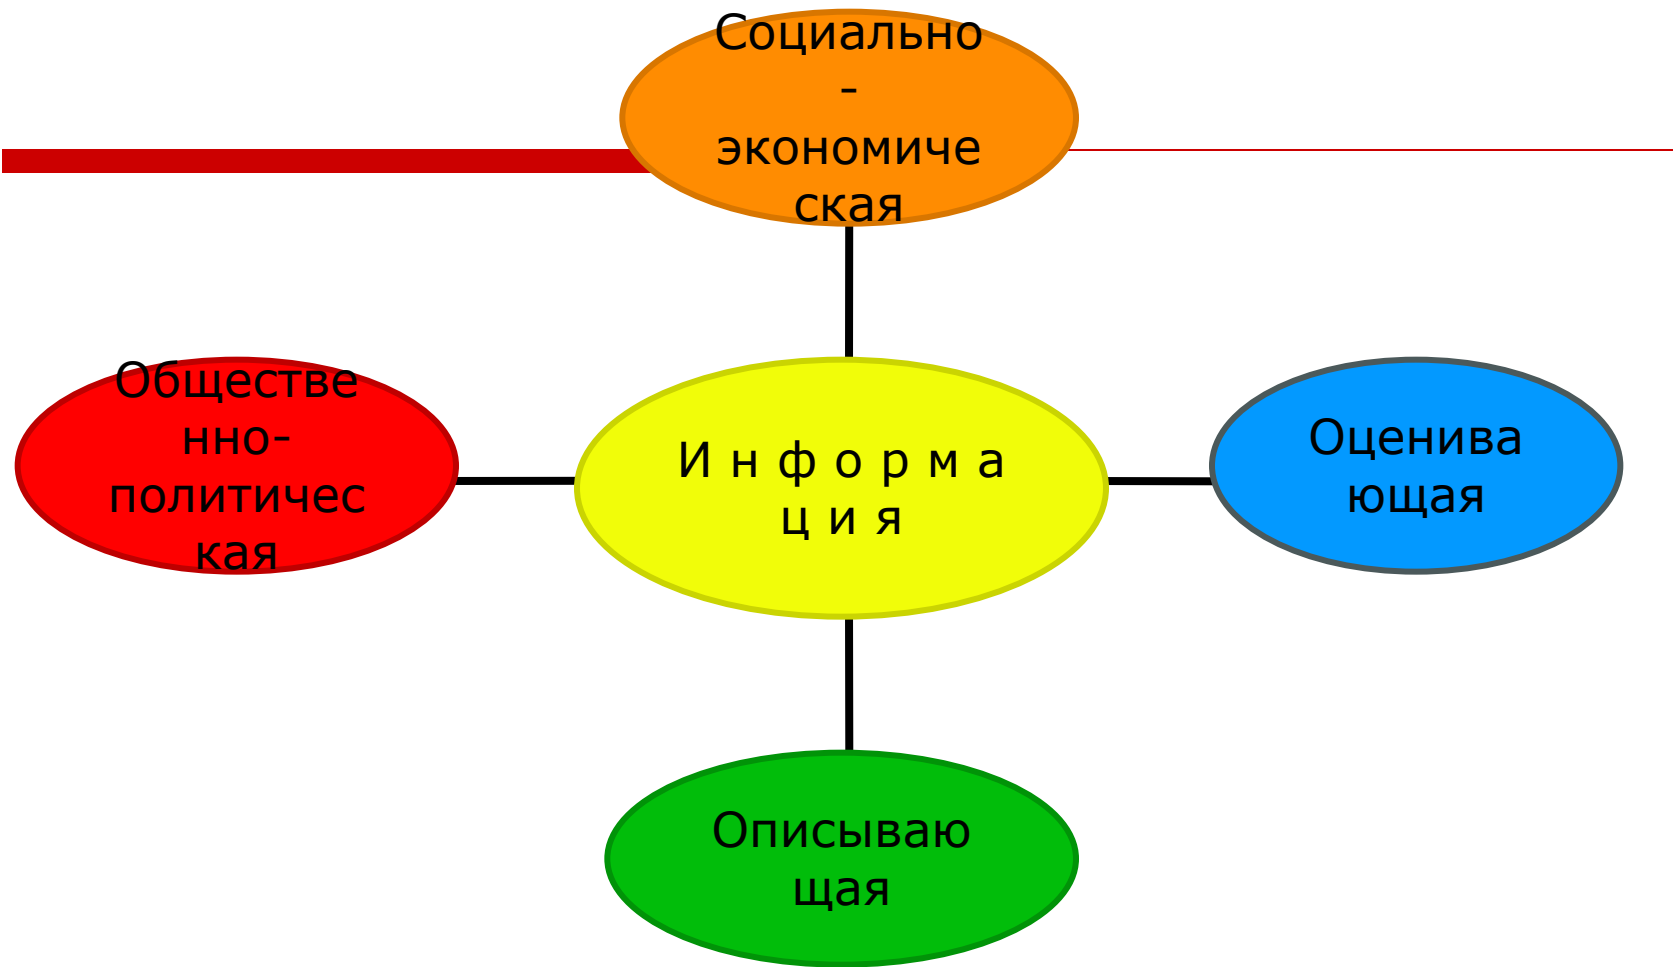 Социально
-
экономиче
ская
Обществе
нно-
политичес
кая
И н ф о р м а
ц и я
Оценива
ющая
Описываю
щая